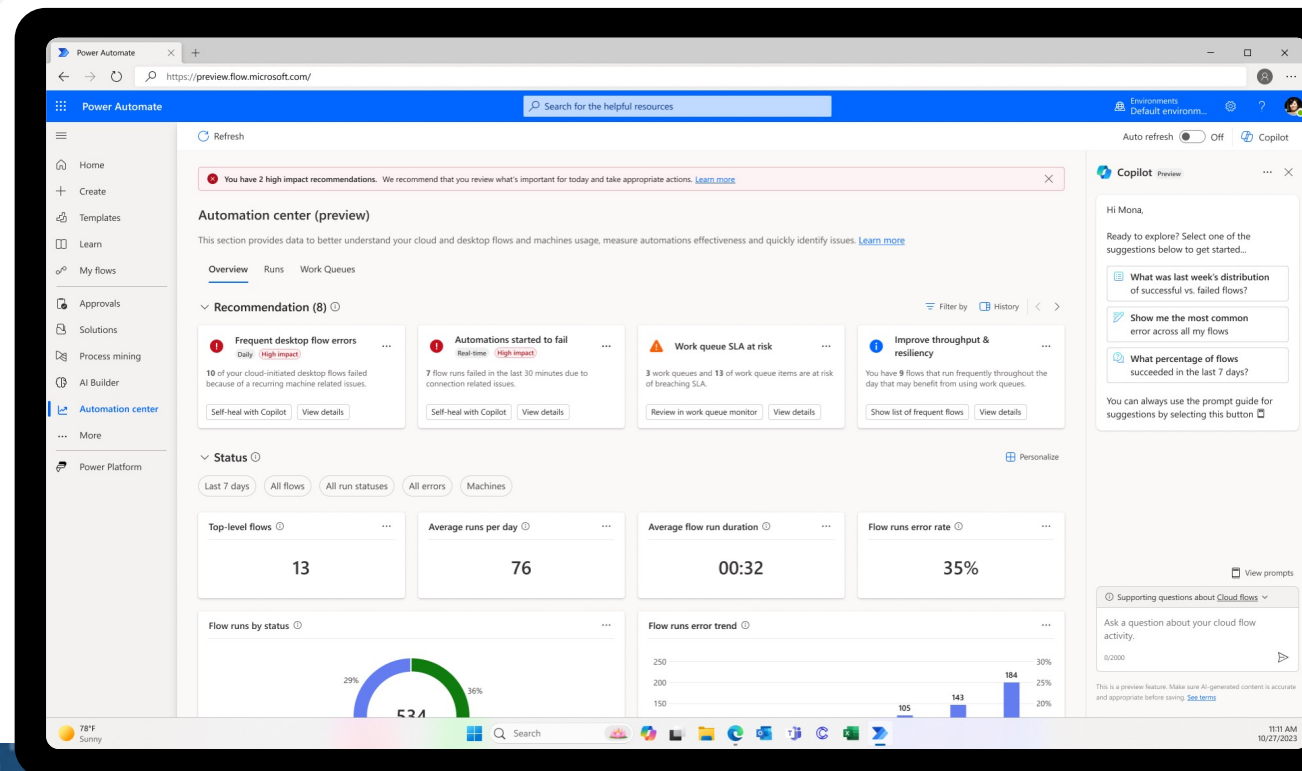 Power Automate
https://preview.flow.microsoft.com/
Power Automate
Search for the helpful resources
Environments
Default environm...
Refresh
Auto refresh
Off
Copilot
Home
Create
Templates
Learn
My flows
Approvals
Solutions
Process mining
AI Builder
Automation center
More
Power Platform
You have 2 high impact recommendations. We recommend that you review what's important for today and take appropriate actions. Learn more
Automation center (preview)
This section provides data to better understand your cloud and desktop flows and machines usage, measure automations effectiveness and quickly identify issues. Learn more
Overview
Runs
Work Queues
Recommendation (8)
Filter by
History
Frequent desktop flow errors
Daily
High impact
10 of your cloud-initiated desktop flows failed
because of a recurring machine related issues.
Self-heal with Copilot
View details
Automations started to fail
Real-time
High impact
7 flow runs failed in the last 30 minutes due to
connection related issues.
Self-heal with Copilot
View details
Work queue SLA at risk
3 work queues and 13 of work queue items are at risk
of breaching SLA.
Review in work queue monitor
View details
Improve throughput &
resiliency
You have 9 flows that run frequently throughout the
day that may benefit from using work queues.
Show list of frequent flows
View details
Status
Personalize
Last 7 days
All flows
All run statuses
All errors
Machines
Top-level flows
13
Average runs per day
76
Average flow run duration
00:32
Flow runs error rate
35%
Flow runs by status
29%
36%
534
Flow runs error trend
250
200
150
105
143
184
30%
25%
20%
Copilot Preview
Hi Mona,
Ready to explore? Select one of the
suggestions below to get started...
What was last week's distribution
of successful vs. failed flows?
Show me the most common
error across all my flows
What percentage of flows
succeeded in the last 7 days?
You can always use the prompt guide for
suggestions by selecting this button
View prompts
Supporting questions about Cloud flows
Ask a question about your cloud flow
activity.
0/2000
This is a preview feature. Make sure AI-generated content is accurate
and appropriate before saving. See terms
78°F
Sunny
Search
11:11 AM
10/27/2023